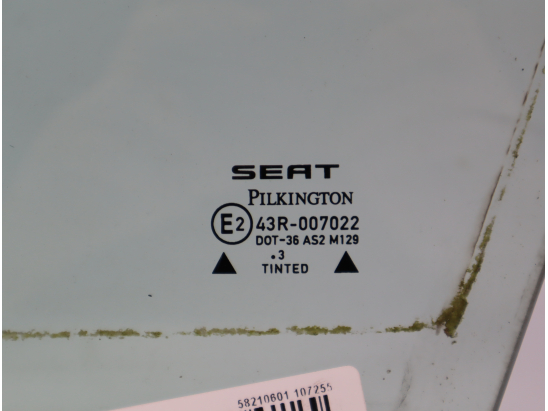 SEAT
PILKINGTON
E2 43R-007022
DOT-36 AS2 M129
.3
TINTED
58210601 107255